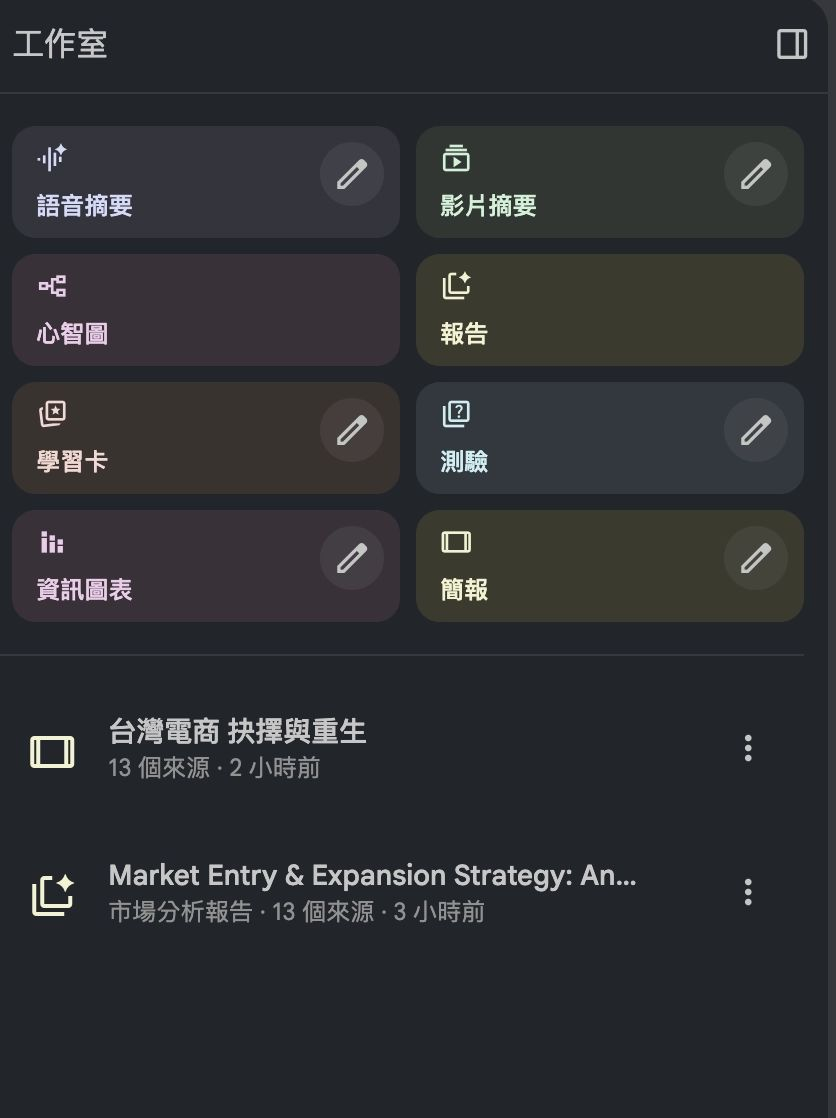 工作室
語音摘要
影片摘要
心智圖
報告
學習卡
測驗
資訊圖表
簡報
台灣電商 抉擇與重生
13 個來源 · 2 小時前
Market Entry & Expansion Strategy: An...
市場分析報告 · 13 個來源 · 3 小時前